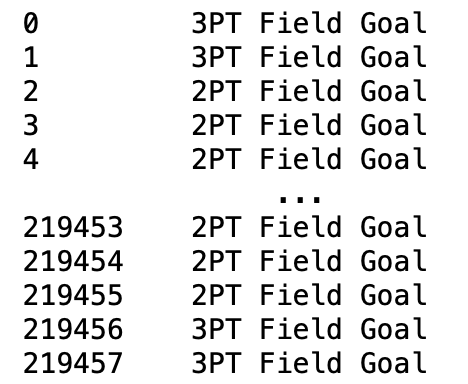 0 3PT Field Goal
1 3PT Field Goal
2 2PT Field Goal
3 2PT Field Goal
4 2PT Field Goal
...
219453 2PT Field Goal
219454 2PT Field Goal
219455 2PT Field Goal
219456 3PT Field Goal
219457 3PT Field Goal